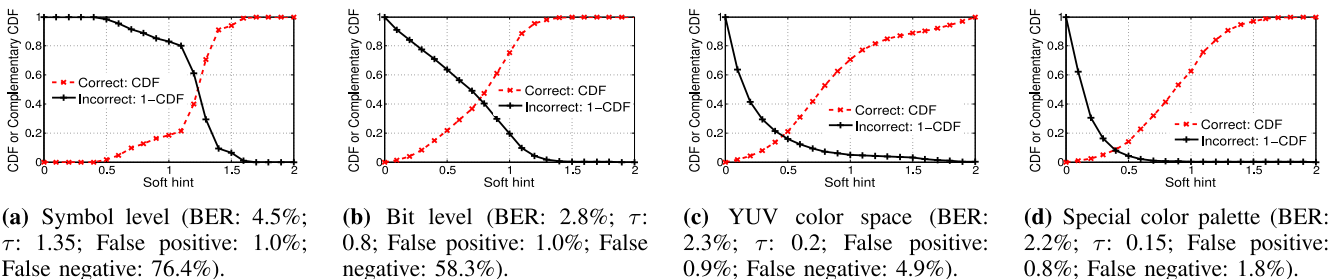 CDF or Complementary CDF
1
0.8
0.6
0.4
0.2
0
Correct: CDF
Incorrect: 1-CDF
0 0.5 1 1.5 2
Soft hint
CDF or Complementary CDF
1
0.8
0.6
0.4
0.2
0
Correct: CDF
Incorrect: 1-CDF
0 0.5 1 1.5 2
Soft hint
CDF or Complementary CDF
1
0.8
0.6
0.4
0.2
0
Correct: CDF
Incorrect: 1-CDF
0 0.5 1 1.5 2
Soft hint
CDF or Complementary CDF
1
0.8
0.6
0.4
0.2
0
Correct: CDF
Incorrect: 1-CDF
0 0.5 1 1.5 2
Soft hint
(a) Symbol level (BER: 4.5%;
τ: 1.35; False positive: 1.0%;
False negative: 76.4%).
(b) Bit level (BER: 2.8%; τ:
0.8; False positive: 1.0%; False
negative: 58.3%).
(c) YUV color space (BER:
2.3%; τ: 0.2; False positive:
0.9%; False negative: 4.9%).
(d) Special color palette (BER:
2.2%; τ: 0.15; False positive:
0.8%; False negative: 1.8%).